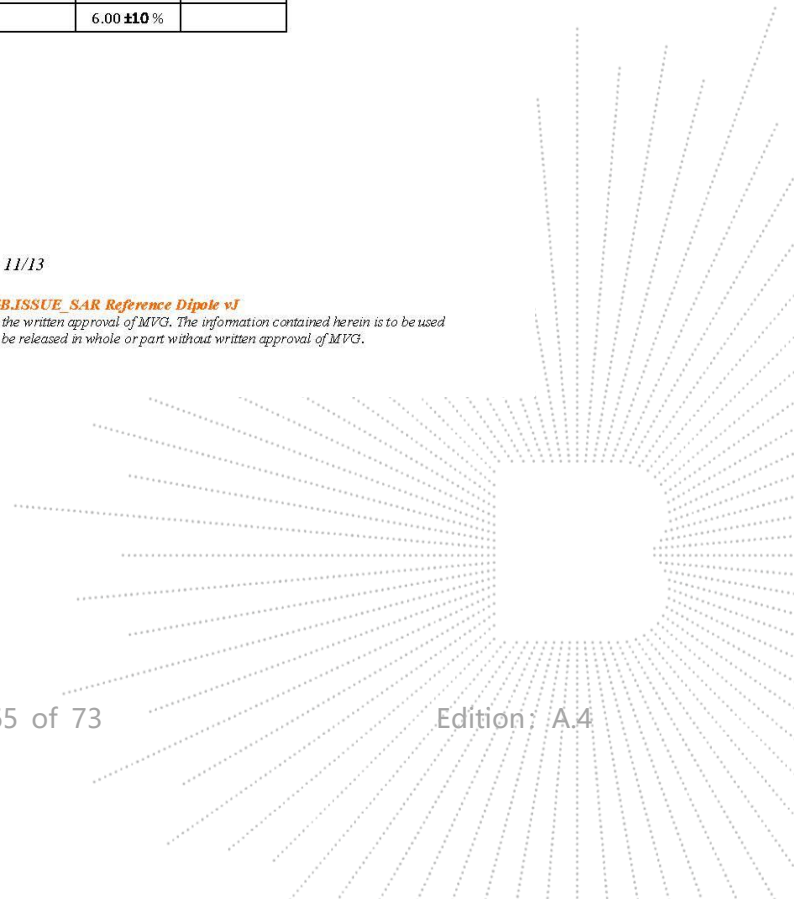 6.00 ±10 %
11/13
B.ISSUE_SAR Reference Dipole vJ
the written approval of MVG. The information contained herein is to be used
be released in whole or part without written approval of MVG.
5 of 73 Edition: A.4